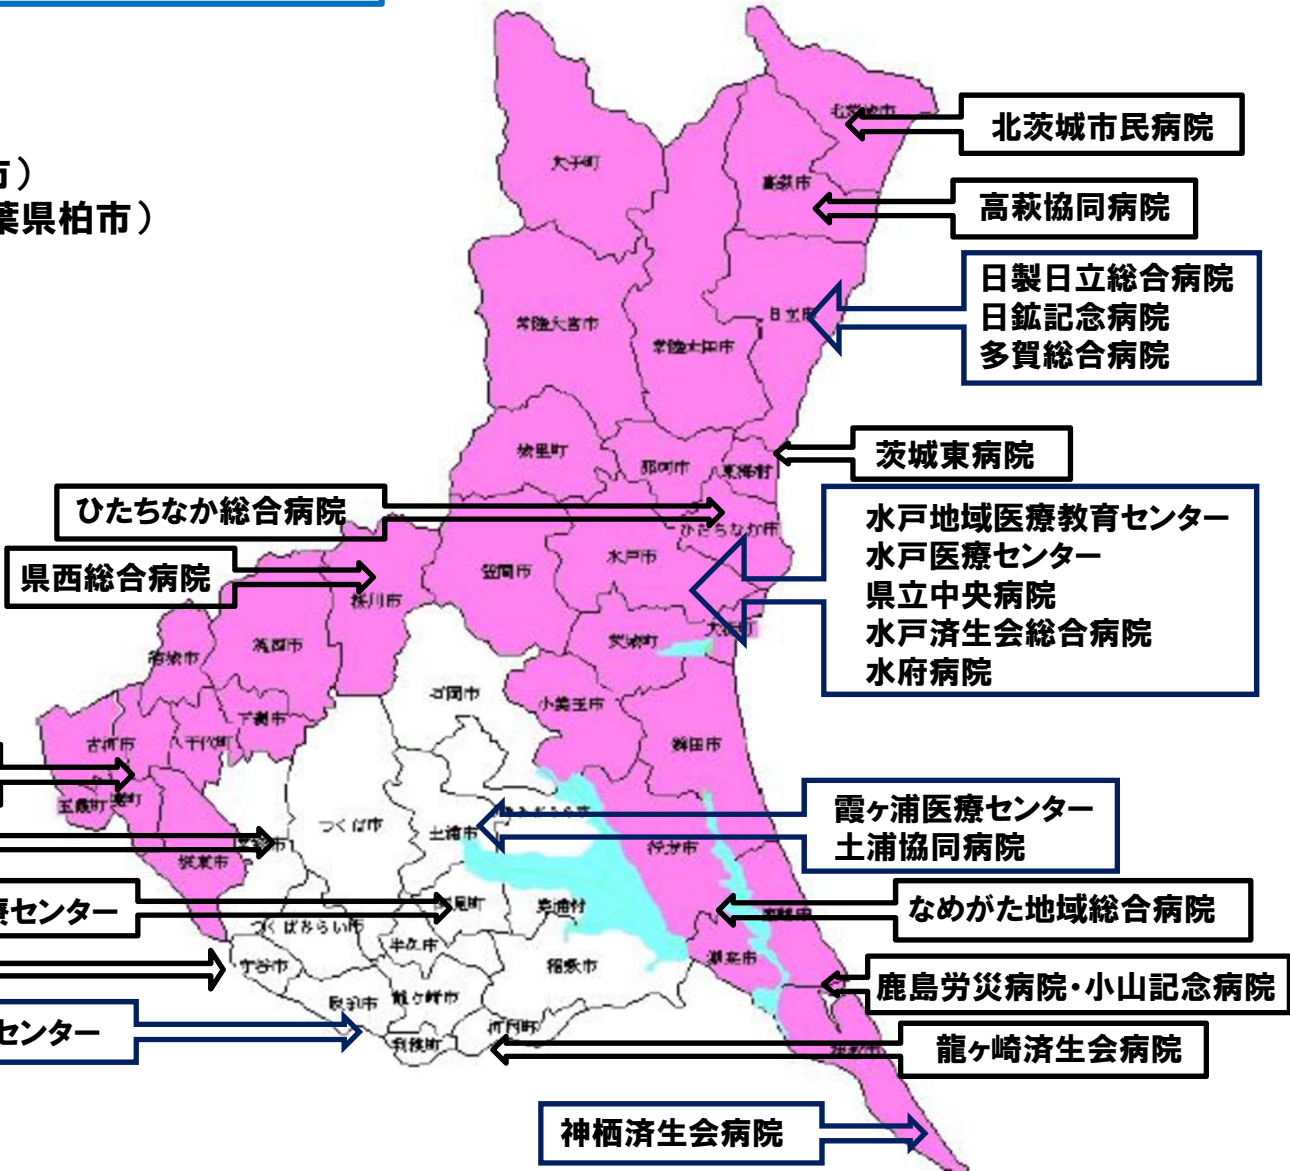 市）
葉県柏市）
北茨城市民病院
高萩協同病院
日製日立総合病院
日鉱記念病院
多賀総合病院
茨城東病院
ひたちなか総合病院
県西総合病院
水戸地域医療教育センター
水戸医療センター
県立中央病院
水戸済生会総合病院
水府病院
霞ヶ浦医療センター
土浦協同病院
療センター
なめがた地域総合病院
鹿島労災病院・小山記念病院
センター
龍ヶ崎済生会病院
神栖済生会病院
北茨城市
大子町
高萩市
日立市
常陸大宮市
常陸太田市
城里町
那珂市
東海村
ひたちなか市
水戸市
笠間市
桜川市
茨城町
筑西市
結城市
石岡市
小美玉市
下妻市
鉾田市
古河市
八千代町
五霞町
境町
つくば市
土浦市
行方市
坂東市
美浦村
つくばみらい市
牛久市
守谷市
稲敷市
潮来市
取手市
龍ヶ崎市
河内町
利根町